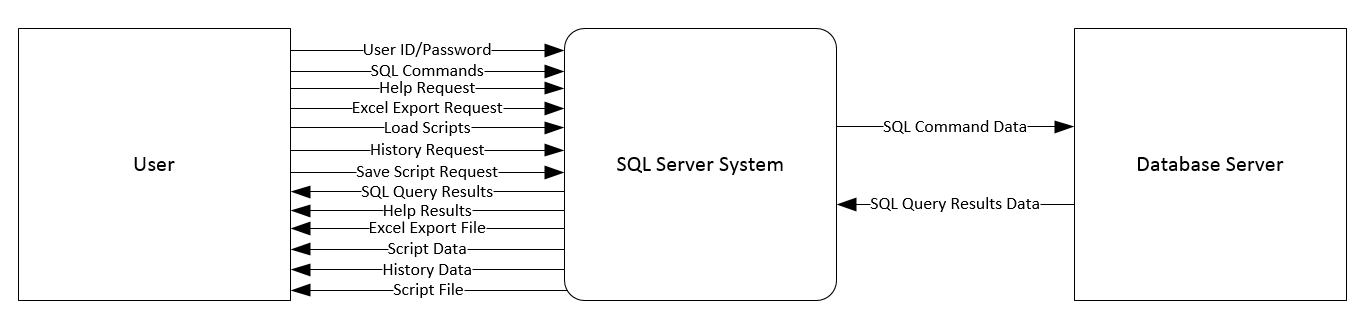 User
User ID/Password
SQL Commands
Help Request
Excel Export Request
Load Scripts
History Request
Save Script Request
SQL Query Results
Help Results
Excel Export File
Script Data
History Data
Script File
SQL Server System
SQL Command Data
SQL Query Results Data
Database Server